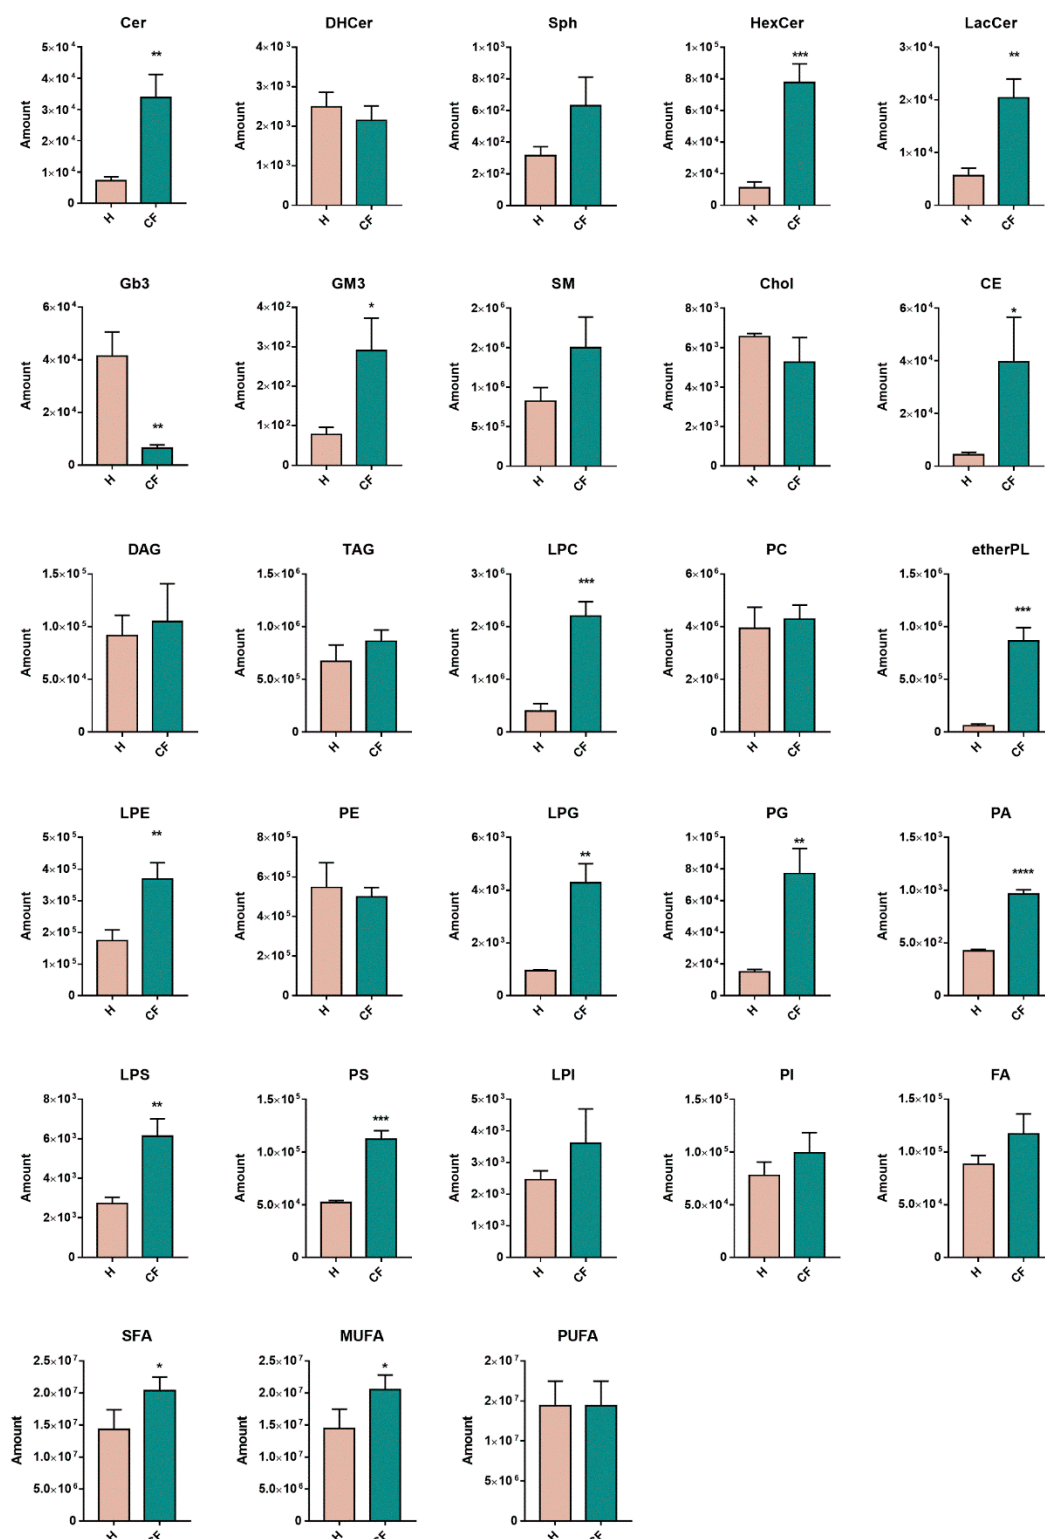 Cer
Amount
5×10⁴
4×10⁴
3×10⁴
2×10⁴
1×10⁴
0
**
H
CF
DHCer
Amount
4×10³
3×10³
2×10³
1×10³
0
H
CF
Sph
Amount
1×10³
8×10²
6×10²
4×10²
2×10²
0
H
CF
HexCer
Amount
1×10⁵
8×10⁴
6×10⁴
4×10⁴
2×10⁴
0
***
H
CF
LacCer
Amount
3×10⁴
2×10⁴
1×10⁴
0
**
H
CF
Gb3
Amount
6×10⁴
4×10⁴
2×10⁴
0
**
H
CF
GM3
Amount
4×10²
3×10²
2×10²
1×10²
0
*
H
CF
SM
Amount
2×10⁶
2×10⁶
1×10⁶
5×10⁵
0
H
CF
Chol
Amount
8×10³
6×10³
4×10³
2×10³
0
H
CF
CE
Amount
6×10⁴
4×10⁴
2×10⁴
0
*
H
CF
DAG
Amount
1.5×10⁵
1.0×10⁵
5.0×10⁴
0
H
CF
TAG
Amount
1.5×10⁶
1.0×10⁶
5.0×10⁵
0
H
CF
LPC
Amount
3×10⁶
2×10⁶
1×10⁶
0
***
H
CF
PC
Amount
6×10⁶
4×10⁶
2×10⁶
0
H
CF
etherPL
Amount
1.5×10⁶
1.0×10⁶
5.0×10⁵
0
***
H
CF
LPE
Amount
5×10⁵
4×10⁵
3×10⁵
2×10⁵
1×10⁵
0
**
H
CF
PE
Amount
8×10⁵
6×10⁵
4×10⁵
2×10⁵
0
H
CF
LPG
Amount
6×10³
4×10³
2×10³
0
**
H
CF
PG
Amount
1×10⁵
8×10⁴
6×10⁴
4×10⁴
2×10⁴
0
**
H
CF
PA
Amount
1.5×10³
1.0×10³
5.0×10²
0
****
H
CF
LPS
Amount
8×10³
6×10³
4×10³
2×10³
0
**
H
CF
PS
Amount
1.5×10⁵
1.0×10⁵
5.0×10⁴
0
***
H
CF
LPI
Amount
5×10³
4×10³
3×10³
2×10³
1×10³
0
H
CF
PI
Amount
1.5×10⁵
1.0×10⁵
5.0×10⁴
0
H
CF
FA
Amount
1.5×10⁵
1.0×10⁵
5.0×10⁴
0
H
CF
SFA
Amount
2.5×10⁷
2.0×10⁷
1.5×10⁷
1.0×10⁷
5.0×10⁶
0
*
H
CF
MUFA
Amount
2.5×10⁷
2.0×10⁷
1.5×10⁷
1.0×10⁷
5.0×10⁶
0
*
H
CF
PUFA
Amount
2×10⁷
2×10⁷
1×10⁷
5×10⁶
0
H
CF